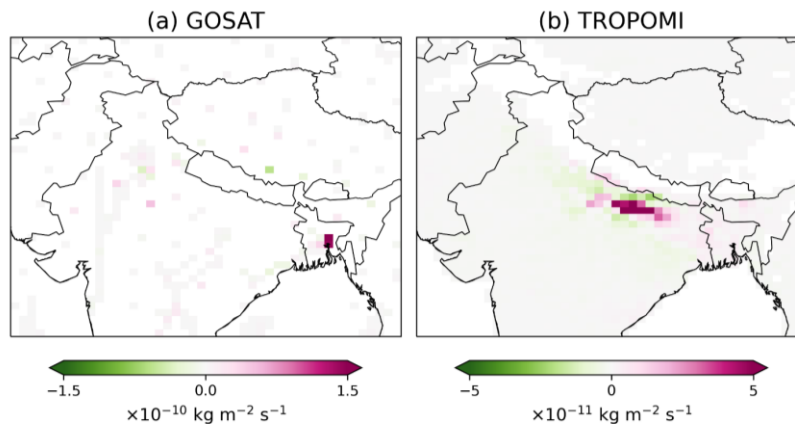 (a) GOSAT
(b) TROPOMI
−1.5 0.0 1.5
×10⁻¹⁰ kg m⁻² s⁻¹
−5 0 5
×10⁻¹¹ kg m⁻² s⁻¹